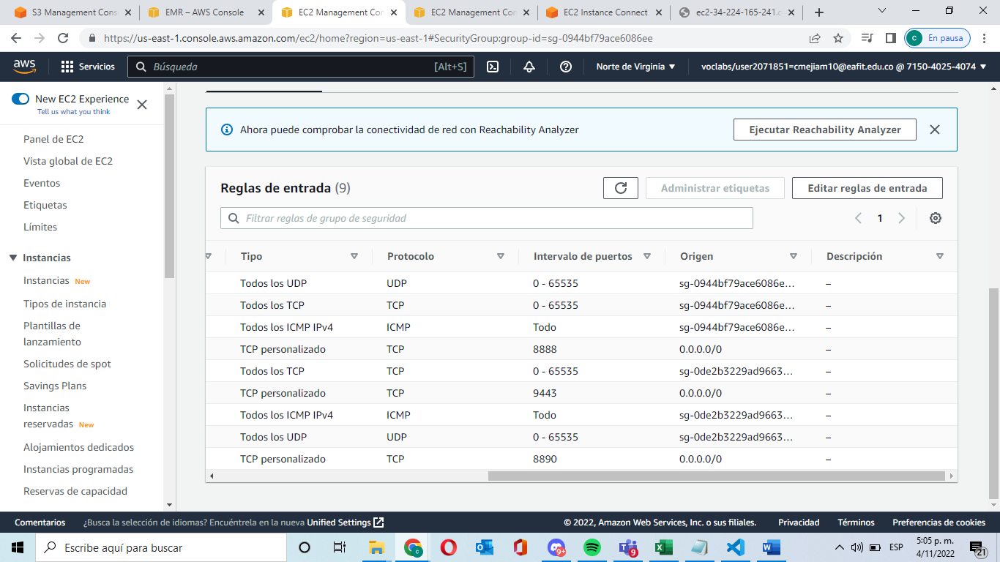 S3 Management Con
EMR – AWS Console
EC2 Management Co
EC2 Management Co
EC2 Instance Connect
ec2-34-224-165-241.
https://us-east-1.console.aws.amazon.com/ec2/home?region=us-east-1#SecurityGroup:group-id=sg-0944bf79ace6086ee
c En pausa
aws
Servicios
Búsqueda [Alt+S]
Norte de Virginia
voclabs/user2071851=cmejiam10@eafit.edu.co @ 7150-4025-4074
New EC2 Experience
Tell us what you think
Panel de EC2
Vista global de EC2
Eventos
Etiquetas
Límites
Instancias
Instancias New
Tipos de instancia
Plantillas de
lanzamiento
Solicitudes de spot
Savings Plans
Instancias
reservadas New
Alojamientos dedicados
Instancias programadas
Reservas de capacidad
Ahora puede comprobar la conectividad de red con Reachability Analyzer
Ejecutar Reachability Analyzer
Reglas de entrada (9)
Administrar etiquetas
Editar reglas de entrada
Filtrar reglas de grupo de seguridad
1
Tipo Protocolo Intervalo de puertos Origen Descripción
Todos los UDP UDP 0 - 65535 sg-0944bf79ace6086e... –
Todos los TCP TCP 0 - 65535 sg-0944bf79ace6086e... –
Todos los ICMP IPv4 ICMP Todo sg-0944bf79ace6086e... –
TCP personalizado TCP 8888 0.0.0.0/0 –
Todos los TCP TCP 0 - 65535 sg-0de2b3229ad9663... –
TCP personalizado TCP 9443 0.0.0.0/0 –
Todos los ICMP IPv4 ICMP Todo sg-0de2b3229ad9663... –
Todos los UDP UDP 0 - 65535 sg-0de2b3229ad9663... –
TCP personalizado TCP 8890 0.0.0.0/0 –
Comentarios
¿Busca la selección de idiomas? Encuéntrela en la nueva Unified Settings
© 2022, Amazon Web Services, Inc. o sus filiales.
Privacidad
Términos
Preferencias de cookies
Escribe aquí para buscar
9+
9
ESP
5:05 p. m.
4/11/2022
21